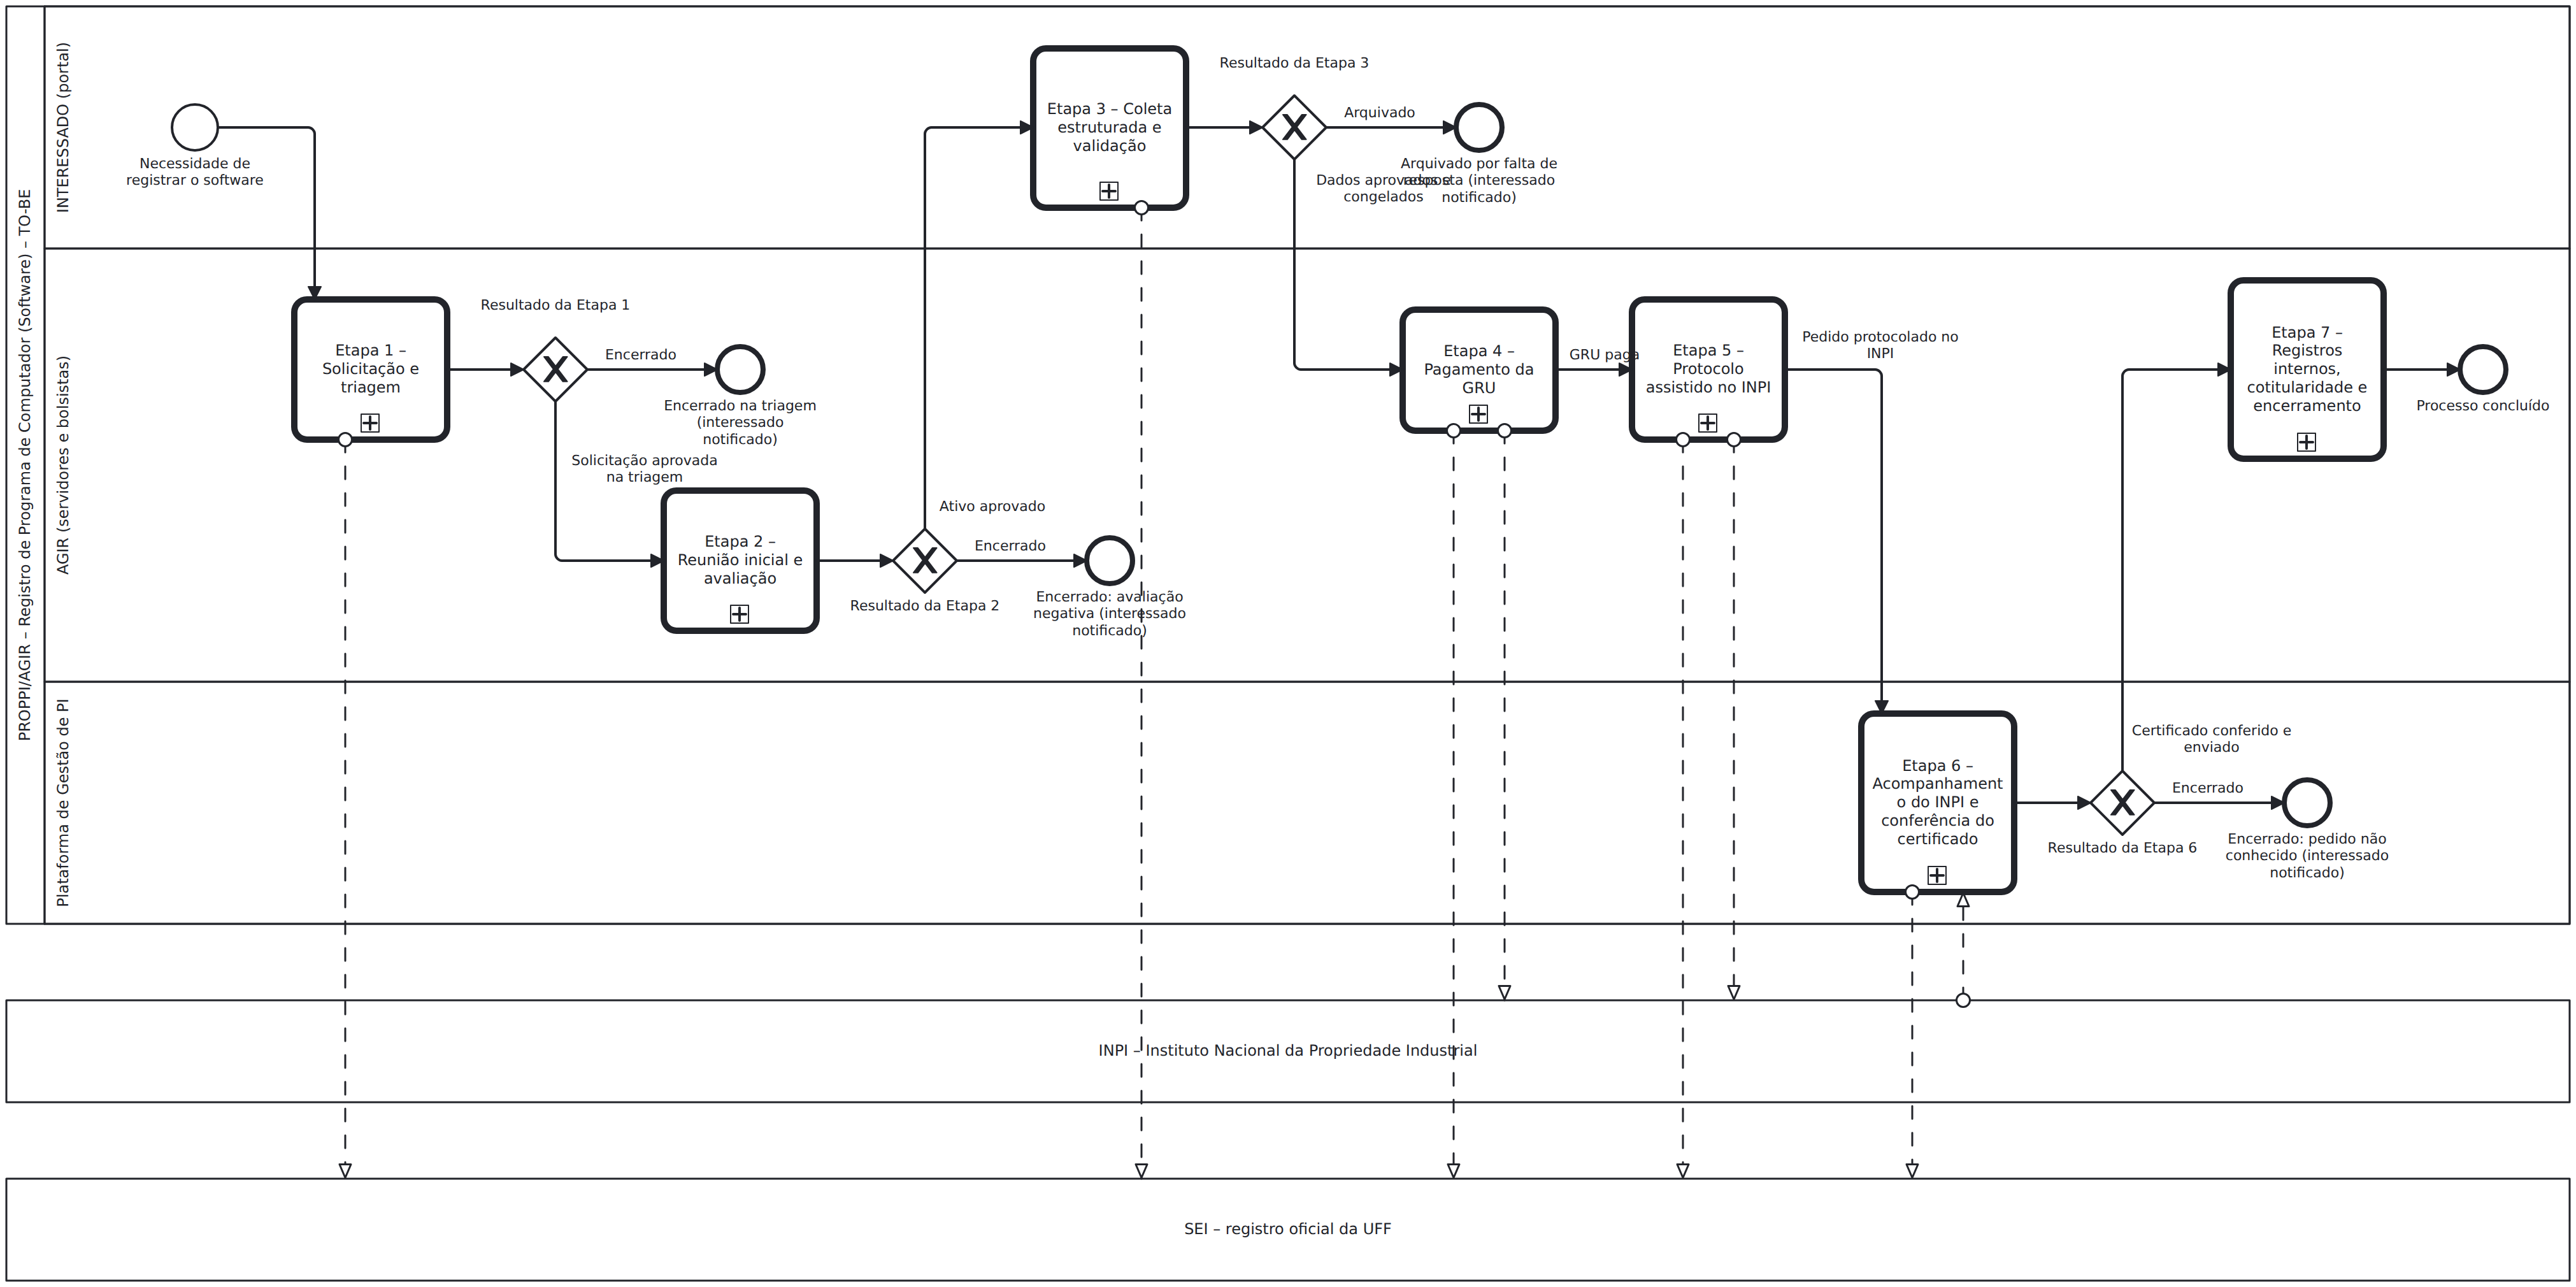 PROPPI/AGIR – Registro de Programa de Computador (Software) – TO-BE
INTERESSADO (portal)
Necessidade de
registrar o software
Etapa 3 – Coleta
estruturada e
validação
Resultado da Etapa 3
Arquivado
Arquivado por falta de
resposta (interessado
notificado)
Dados aprovados e
congelados
AGIR (servidores e bolsistas)
Etapa 1 –
Solicitação e
triagem
Resultado da Etapa 1
Encerrado
Encerrado na triagem
(interessado
notificado)
Solicitação aprovada
na triagem
Etapa 2 –
Reunião inicial e
avaliação
Ativo aprovado
Encerrado
Resultado da Etapa 2
Encerrado: avaliação
negativa (interessado
notificado)
Etapa 4 –
Pagamento da
GRU
GRU paga
Etapa 5 –
Protocolo
assistido no INPI
Pedido protocolado no
INPI
Etapa 7 –
Registros
internos,
cotitularidade e
encerramento
Processo concluído
Plataforma de Gestão de PI
Etapa 6 –
Acompanhament
o do INPI e
conferência do
certificado
Certificado conferido e
enviado
Encerrado
Resultado da Etapa 6
Encerrado: pedido não
conhecido (interessado
notificado)
INPI – Instituto Nacional da Propriedade Industrial
SEI – registro oficial da UFF